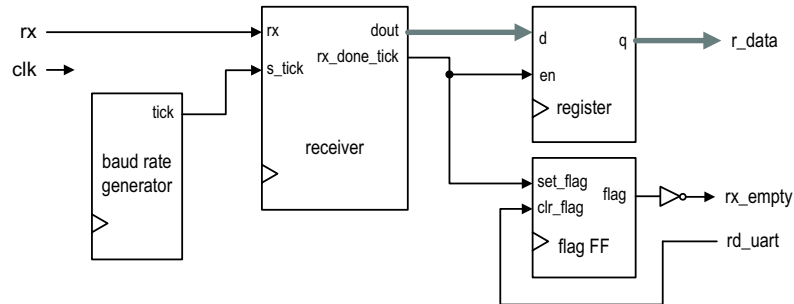 rx
clk
tick
baud rate
generator
rx
s_tick
dout
rx_done_tick
receiver
d
q
en
register
r_data
set_flag
flag
clr_flag
flag FF
rx_empty
rd_uart